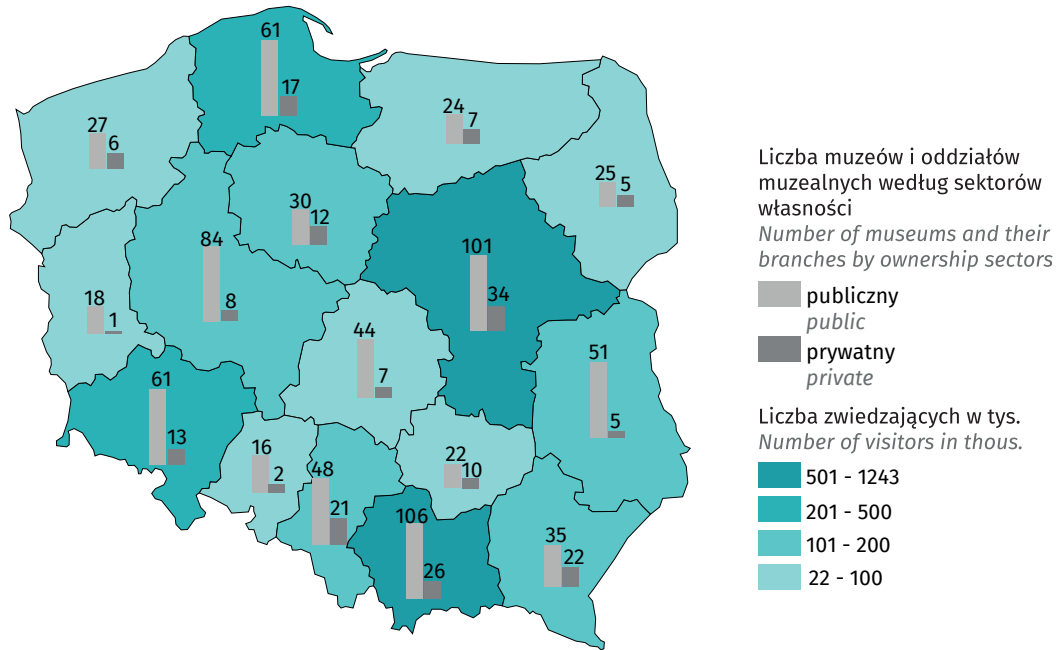 61
17
24
7
27
6
25
5
30
12
84
8
101
34
18
1
44
7
51
5
61
13
16
2
48
21
22
10
106
26
35
22
Liczba muzeów i oddziałów
muzealnych według sektorów
własności
Number of museums and their
branches by ownership sectors
publiczny
public
prywatny
private
Liczba zwiedzających w tys.
Number of visitors in thous.
501 - 1243
201 - 500
101 - 200
22 - 100